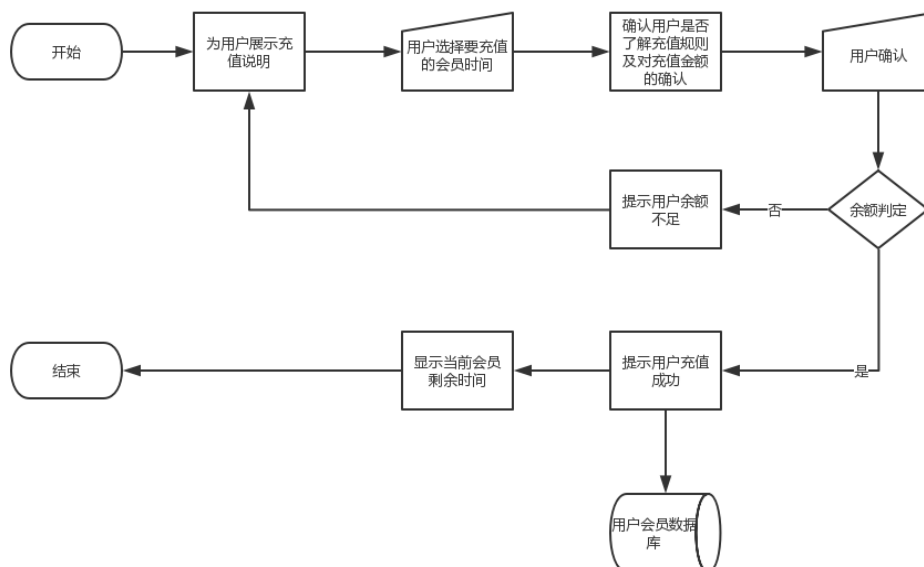 开始
为用户展示充
值说明
用户选择要充值
的会员时间
确认用户是否
了解充值规则
及对充值金额
的确认
用户确认
提示用户余额
不足
否
余额判定
结束
显示当前会员
剩余时间
提示用户充值
成功
是
用户会员数据
库